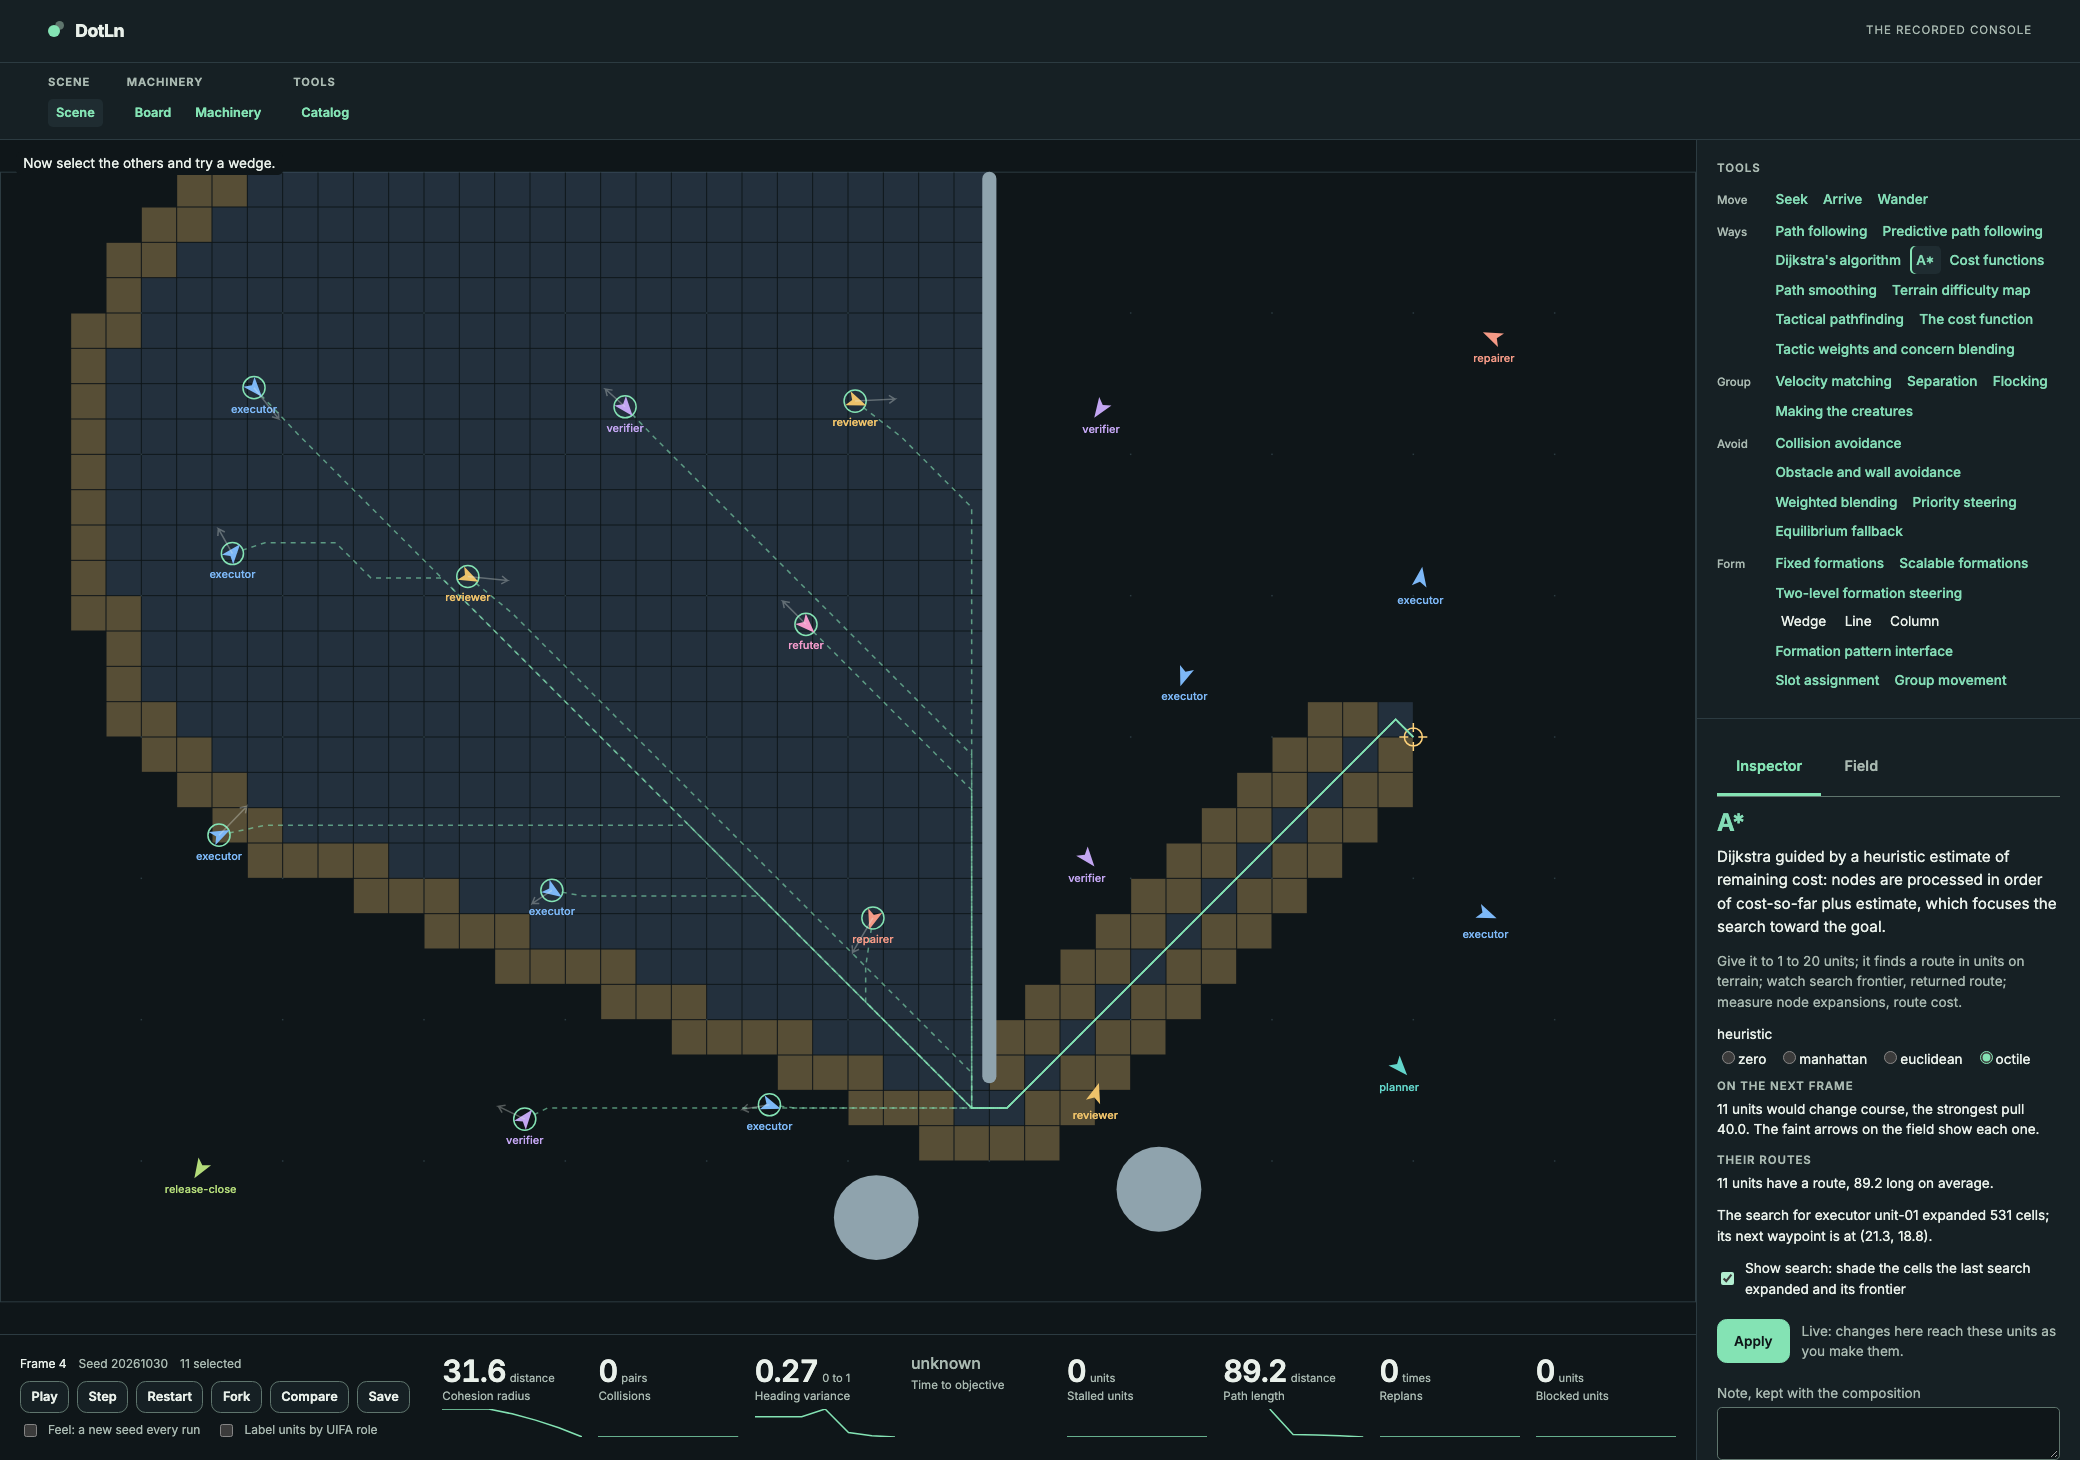 DotLn
THE RECORDED CONSOLE
SCENE
MACHINERY
TOOLS
Scene
Board
Machinery
Catalog
Now select the others and try a wedge.
repairer
verifier
executor
verifier
reviewer
executor
reviewer
executor
refuter
executor
executor
verifier
executor
executor
repairer
executor
planner
reviewer
executor
verifier
release-close
TOOLS
Move Seek Arrive Wander
Ways Path following Predictive path following
Dijkstra's algorithm A* Cost functions
Path smoothing Terrain difficulty map
Tactical pathfinding The cost function
Tactic weights and concern blending
Group Velocity matching Separation Flocking
Making the creatures
Avoid Collision avoidance
Obstacle and wall avoidance
Weighted blending Priority steering
Equilibrium fallback
Form Fixed formations Scalable formations
Two-level formation steering
Wedge Line Column
Formation pattern interface
Slot assignment Group movement
Inspector Field
A*
Dijkstra guided by a heuristic estimate of
remaining cost: nodes are processed in order
of cost-so-far plus estimate, which focuses the
search toward the goal.
Give it to 1 to 20 units; it finds a route in units on
terrain; watch search frontier, returned route;
measure node expansions, route cost.
heuristic
zero manhattan euclidean octile
ON THE NEXT FRAME
11 units would change course, the strongest pull
40.0. The faint arrows on the field show each one.
THEIR ROUTES
11 units have a route, 89.2 long on average.
The search for executor unit-01 expanded 531 cells;
its next waypoint is at (21.3, 18.8).
Show search: shade the cells the last search
expanded and its frontier
Apply
Live: changes here reach these units as
you make them.
Note, kept with the composition
Frame 4 Seed 20261030 11 selected
Play Step Restart Fork Compare Save
Feel: a new seed every run Label units by UIFA role
31.6 distance
Cohesion radius
0 pairs
Collisions
0.27 0 to 1
Heading variance
unknown
Time to objective
0 units
Stalled units
89.2 distance
Path length
0 times
Replans
0 units
Blocked units